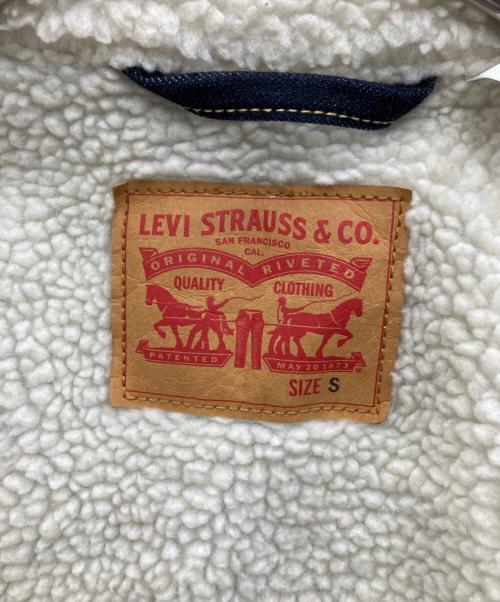 LEVI STRAUSS & CO.
SAN FRANCISCO
CAL.
ORIGINAL RIVETED
QUALITY CLOTHING
PATENTED MAY 20 1873
®
SIZE S